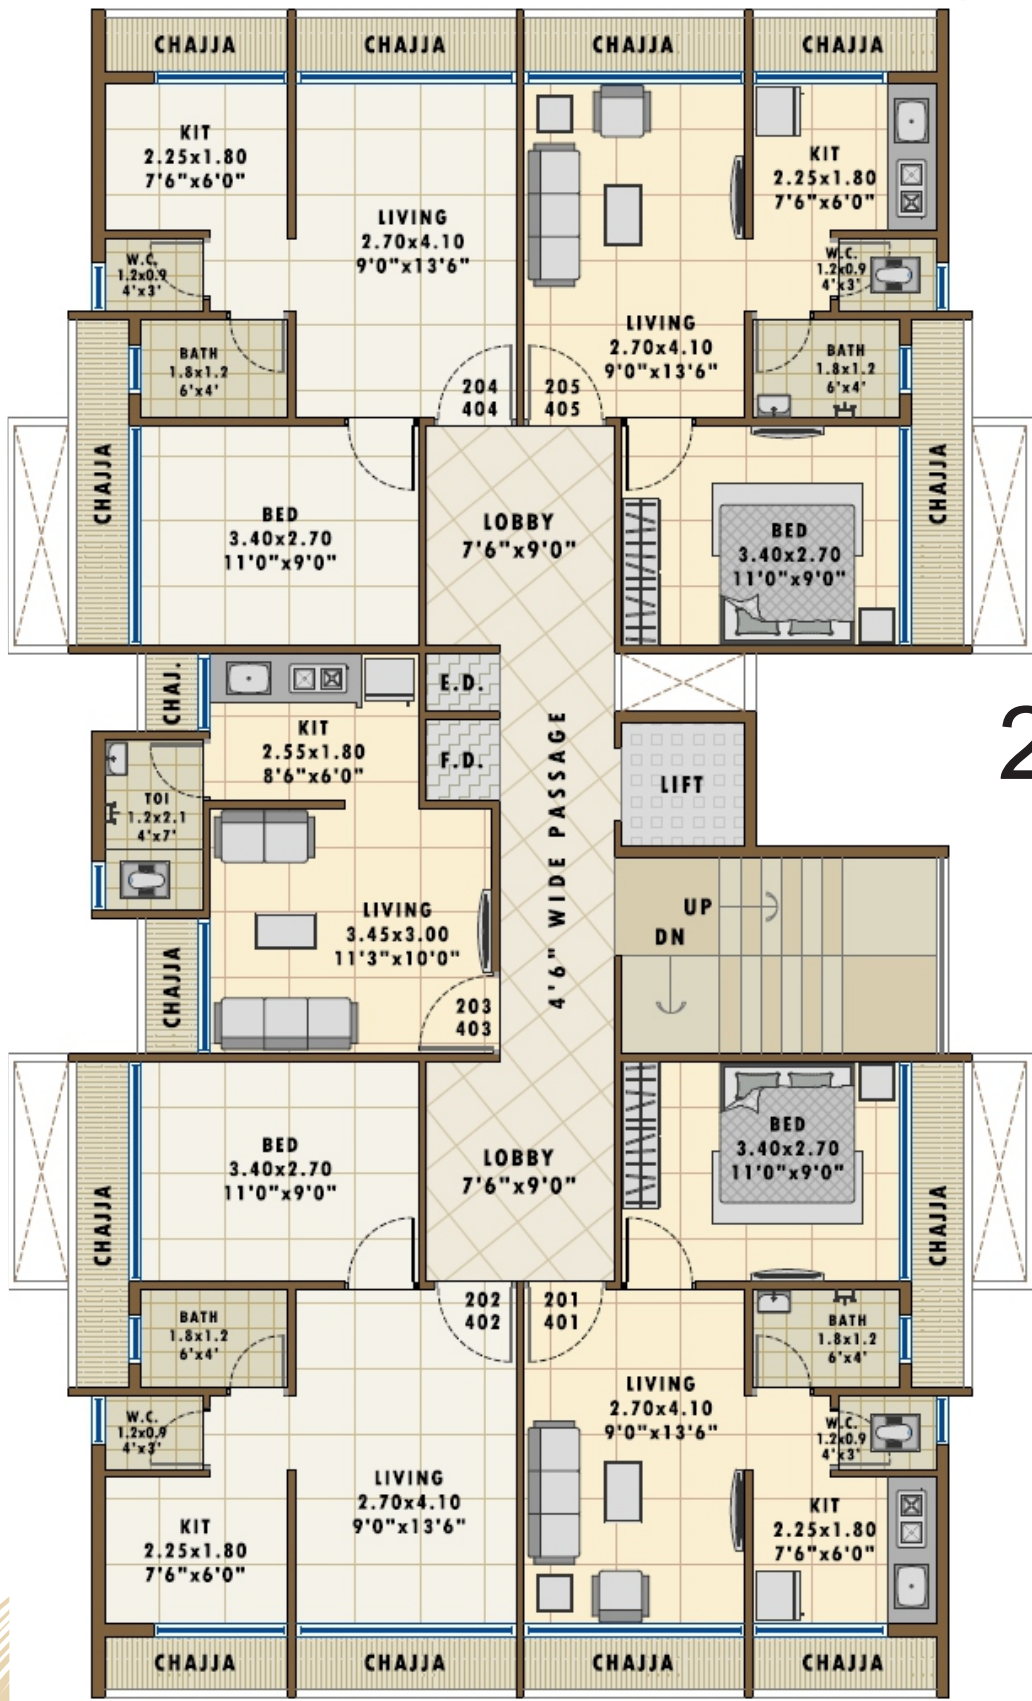 CHAJJA
CHAJJA
CHAJJA
CHAJJA
KIT
2.25x1.80
7'6"x6'0"
LIVING
2.70x4.10
9'0"x13'6"
KIT
2.25x1.80
7'6"x6'0"
W.C.
1.2x0.9
4'x3'
W.C.
1.2x0.9
4'x3'
LIVING
2.70x4.10
9'0"x13'6"
BATH
1.8x1.2
6'x4'
BATH
1.8x1.2
6'x4'
204
404
205
405
CHAJJA
BED
3.40x2.70
11'0"x9'0"
LOBBY
7'6"x9'0"
BED
3.40x2.70
11'0"x9'0"
CHAJJA
CHAJ.
E.D.
KIT
2.55x1.80
8'6"x6'0"
F.D.
4'6" WIDE PASSAGE
LIFT
2
TOI
1.2x2.1
4'x7'
LIVING
3.45x3.00
11'3"x10'0"
UP
DN
CHAJJA
203
403
CHAJJA
BED
3.40x2.70
11'0"x9'0"
LOBBY
7'6"x9'0"
BED
3.40x2.70
11'0"x9'0"
CHAJJA
202
402
201
401
BATH
1.8x1.2
6'x4'
BATH
1.8x1.2
6'x4'
LIVING
2.70x4.10
9'0"x13'6"
W.C.
1.2x0.9
4'x3'
W.C.
1.2x0.9
4'x3'
LIVING
2.70x4.10
9'0"x13'6"
KIT
2.25x1.80
7'6"x6'0"
KIT
2.25x1.80
7'6"x6'0"
CHAJJA
CHAJJA
CHAJJA
CHAJJA